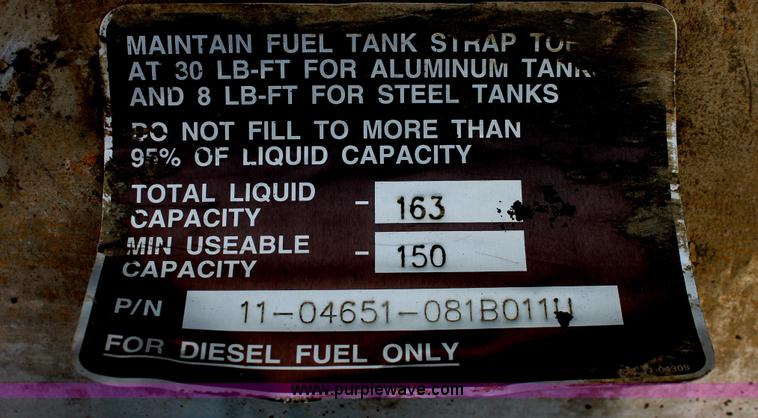 MAINTAIN FUEL TANK STRAP
AT 30 LB-FT FOR ALUMINUM TANK
AND 8 LB-FT FOR STEEL TANKS
DO NOT FILL TO MORE THAN
95% OF LIQUID CAPACITY
TOTAL LIQUID
CAPACITY – 163
MIN USEABLE
CAPACITY – 150
P/N 11-04651-081B011
FOR DIESEL FUEL ONLY
www.purplewave.com